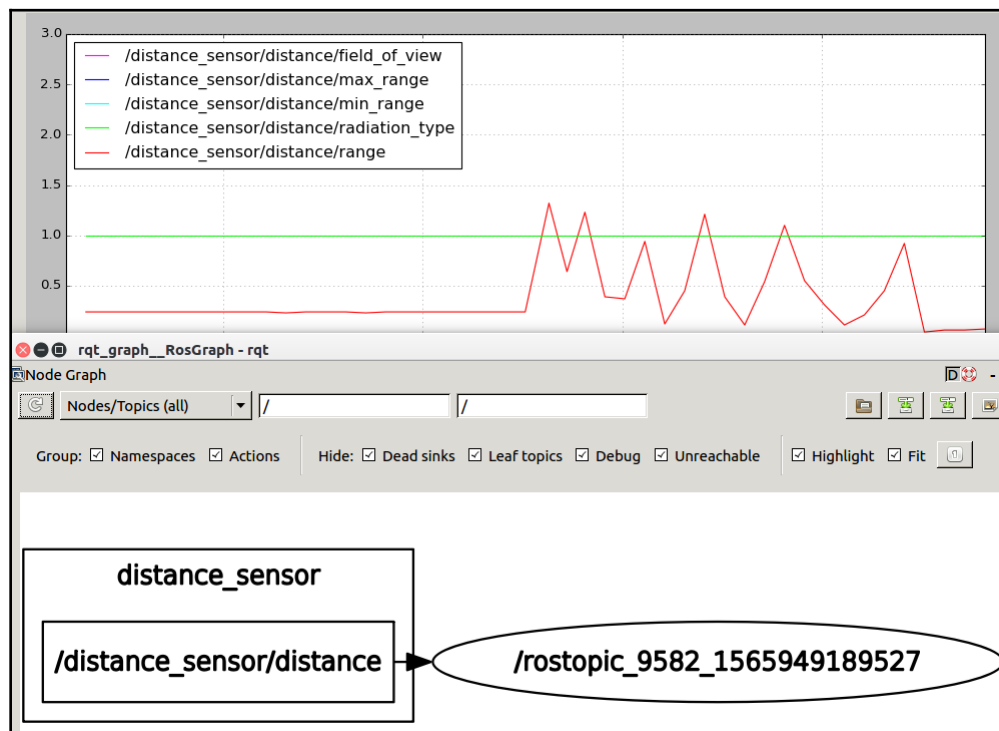 3.0
/distance_sensor/distance/field_of_view
/distance_sensor/distance/max_range
2.5
/distance_sensor/distance/min_range
2.0
/distance_sensor/distance/radiation_type
/distance_sensor/distance/range
1.5
1.0
0.5
rqt_graph__RosGraph - rqt
Node Graph
D
-
Nodes/Topics (all)
/
/
Group: Namespaces Actions Hide: Dead sinks Leaf topics Debug Unreachable Highlight Fit
distance_sensor
/distance_sensor/distance
/rostopic_9582_1565949189527